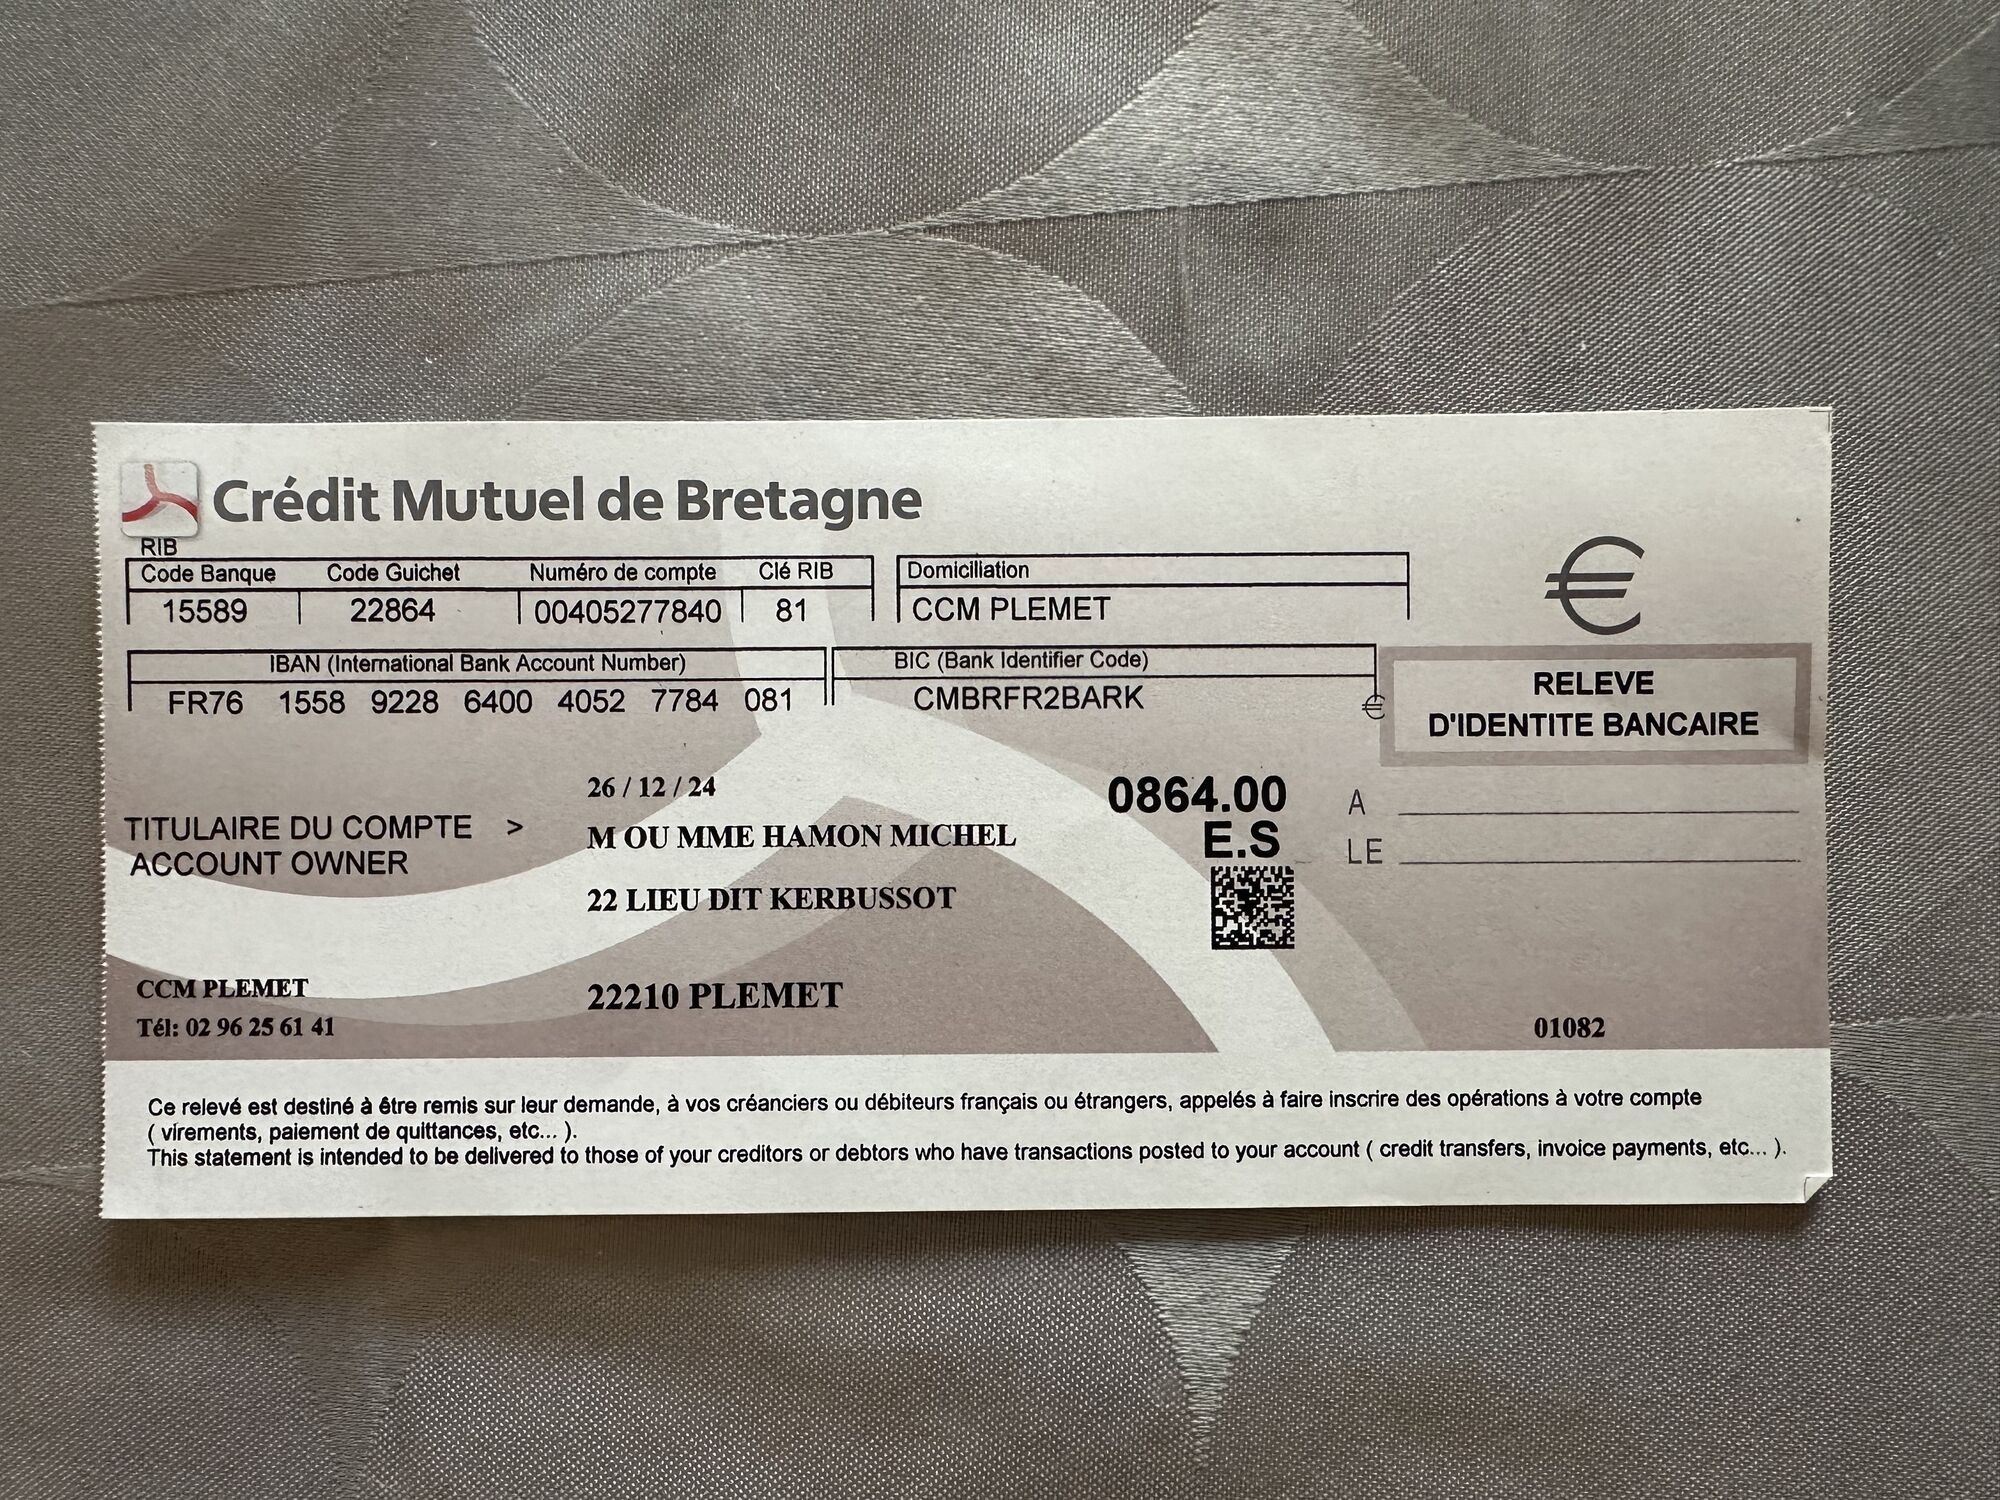 Crédit Mutuel de Bretagne
RIB
Code Banque Code Guichet Numéro de compte Clé RIB
15589 22864 00405277840 81
Domiciliation
CCM PLEMET
€
IBAN (International Bank Account Number)
FR76 1558 9228 6400 4052 7784 081
BIC (Bank Identifier Code)
CMBRFR2BARK
€
RELEVE
D'IDENTITE BANCAIRE
26 / 12 / 24
0864.00
E.S
A
LE
TITULAIRE DU COMPTE >
ACCOUNT OWNER
M OU MME HAMON MICHEL
22 LIEU DIT KERBUSSOT
22210 PLEMET
CCM PLEMET
Tél: 02 96 25 61 41
01082
Ce relevé est destiné à être remis sur leur demande, à vos créanciers ou débiteurs français ou étrangers, appelés à faire inscrire des opérations à votre compte
( virements, paiement de quittances, etc... ).
This statement is intended to be delivered to those of your creditors or debtors who have transactions posted to your account ( credit transfers, invoice payments, etc... ).